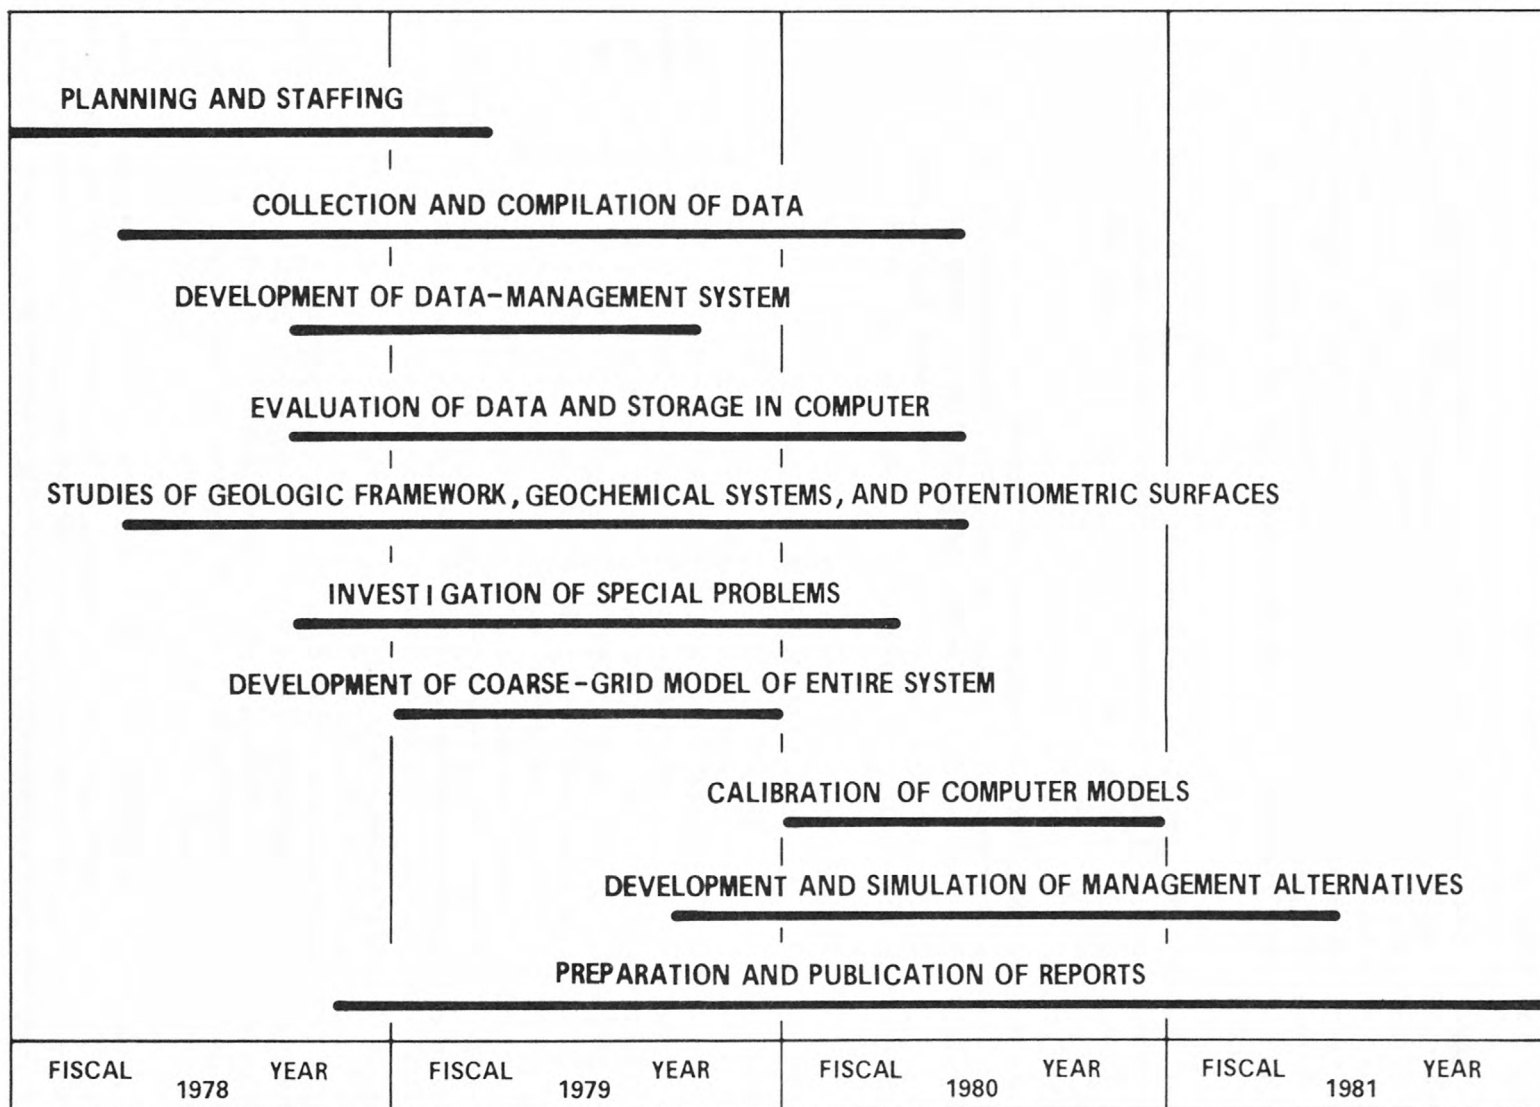 PLANNING AND STAFFING
COLLECTION AND COMPILATION OF DATA
DEVELOPMENT OF DATA-MANAGEMENT SYSTEM
EVALUATION OF DATA AND STORAGE IN COMPUTER
STUDIES OF GEOLOGIC FRAMEWORK, GEOCHEMICAL SYSTEMS, AND POTENTIOMETRIC SURFACES
INVESTIGATION OF SPECIAL PROBLEMS
DEVELOPMENT OF COARSE-GRID MODEL OF ENTIRE SYSTEM
CALIBRATION OF COMPUTER MODELS
DEVELOPMENT AND SIMULATION OF MANAGEMENT ALTERNATIVES
PREPARATION AND PUBLICATION OF REPORTS
FISCAL YEAR FISCAL YEAR FISCAL YEAR FISCAL YEAR
1978 1979 1980 1981